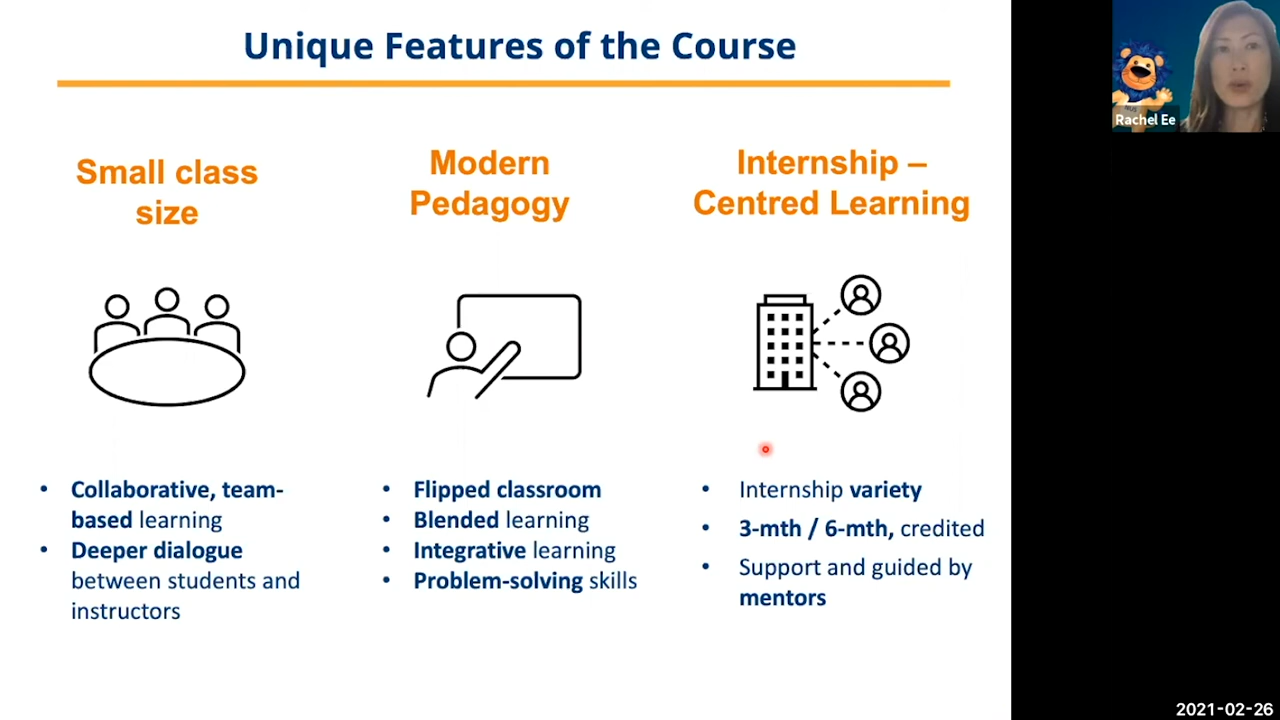 Unique Features of the Course
Small class
size
Modern
Pedagogy
Internship –
Centred Learning
• Collaborative, team-
based learning
• Deeper dialogue
between students and
instructors
• Flipped classroom
• Blended learning
• Integrative learning
• Problem-solving skills
• Internship variety
• 3-mth / 6-mth, credited
• Support and guided by
mentors
NUS
Rachel Ee
2021-02-26